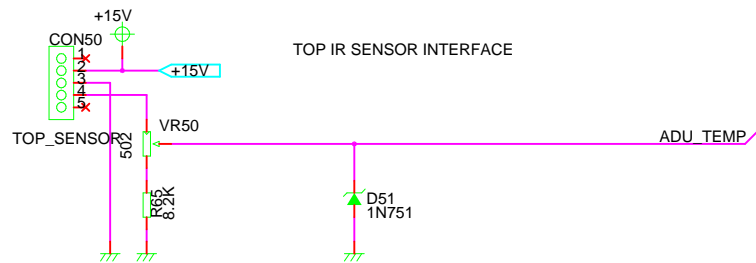 +15V
CON50
TOP IR SENSOR INTERFACE
1
2
+15V
3
4
5
TOP_SENSOR
VR50
502
ADU_TEMP
R65
8.2K
D51
1N751